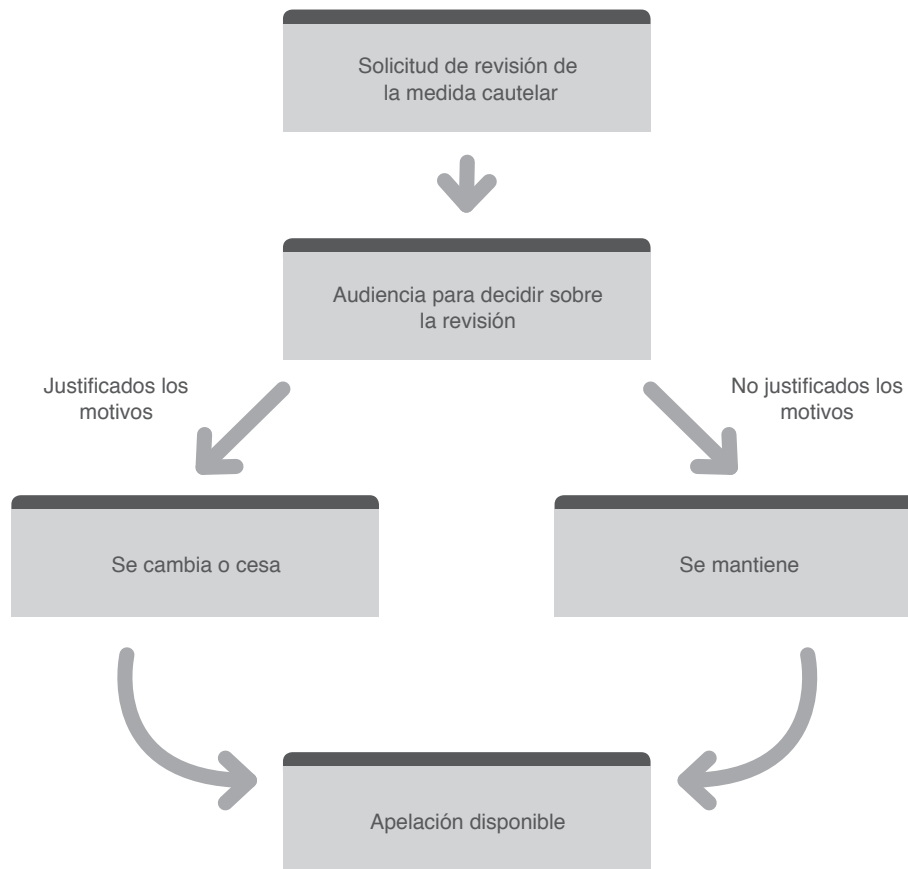 Solicitud de revisión de
la medida cautelar
Audiencia para decidir sobre
la revisión
Justificados los
motivos
No justificados los
motivos
Se cambia o cesa
Se mantiene
Apelación disponible